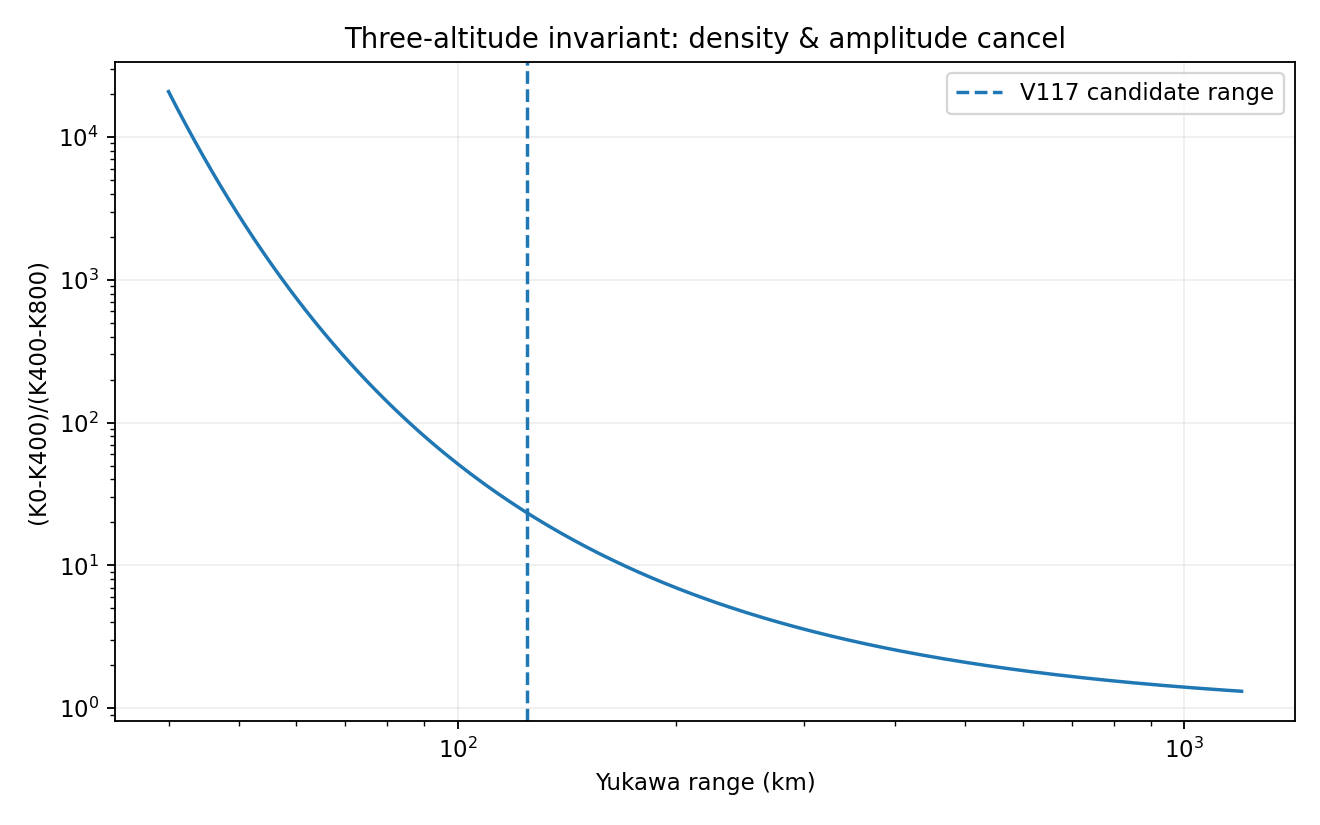 Three-altitude invariant: density & amplitude cancel
V117 candidate range
(K0-K400)/(K400-K800)
10⁴
10³
10²
10¹
10⁰
10²
10³
Yukawa range (km)